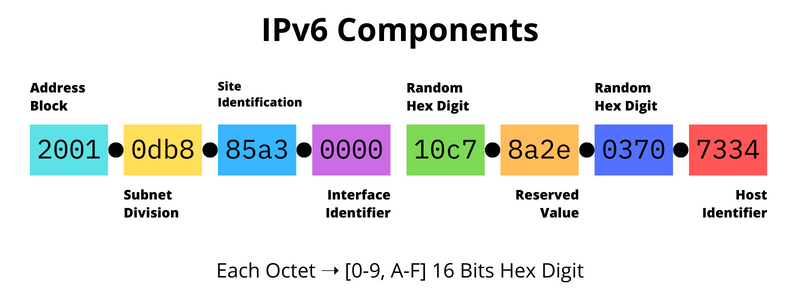 IPv6 Components
Address
Block
Site
Identification
Random
Hex Digit
Random
Hex Digit
2001 0db8 85a3 0000 10c7 8a2e 0370 7334
Subnet
Division
Interface
Identifier
Reserved
Value
Host
Identifier
Each Octet → [0-9, A-F] 16 Bits Hex Digit